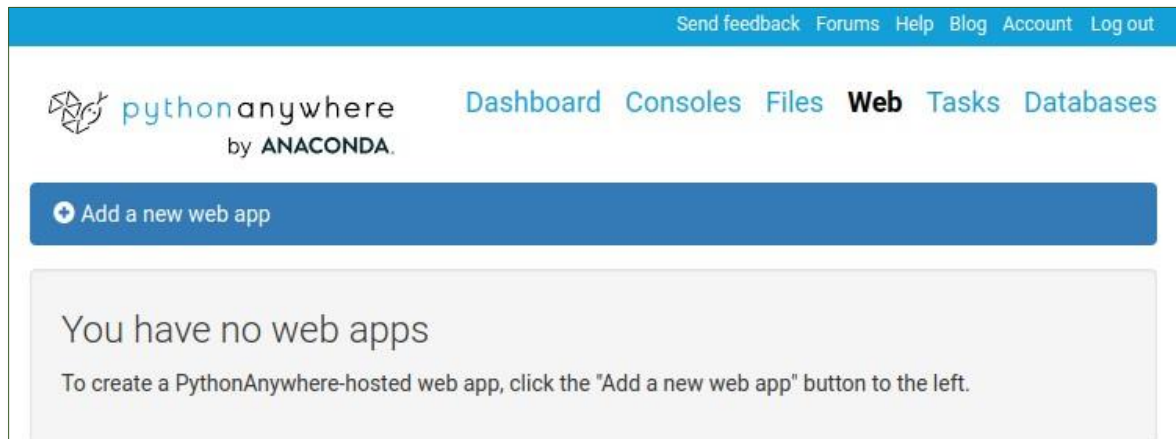 Send feedback Forums Help Blog Account Log out
pythonanywhere
by ANACONDA.
Dashboard Consoles Files Web Tasks Databases
Add a new web app
You have no web apps
To create a PythonAnywhere-hosted web app, click the "Add a new web app" button to the left.